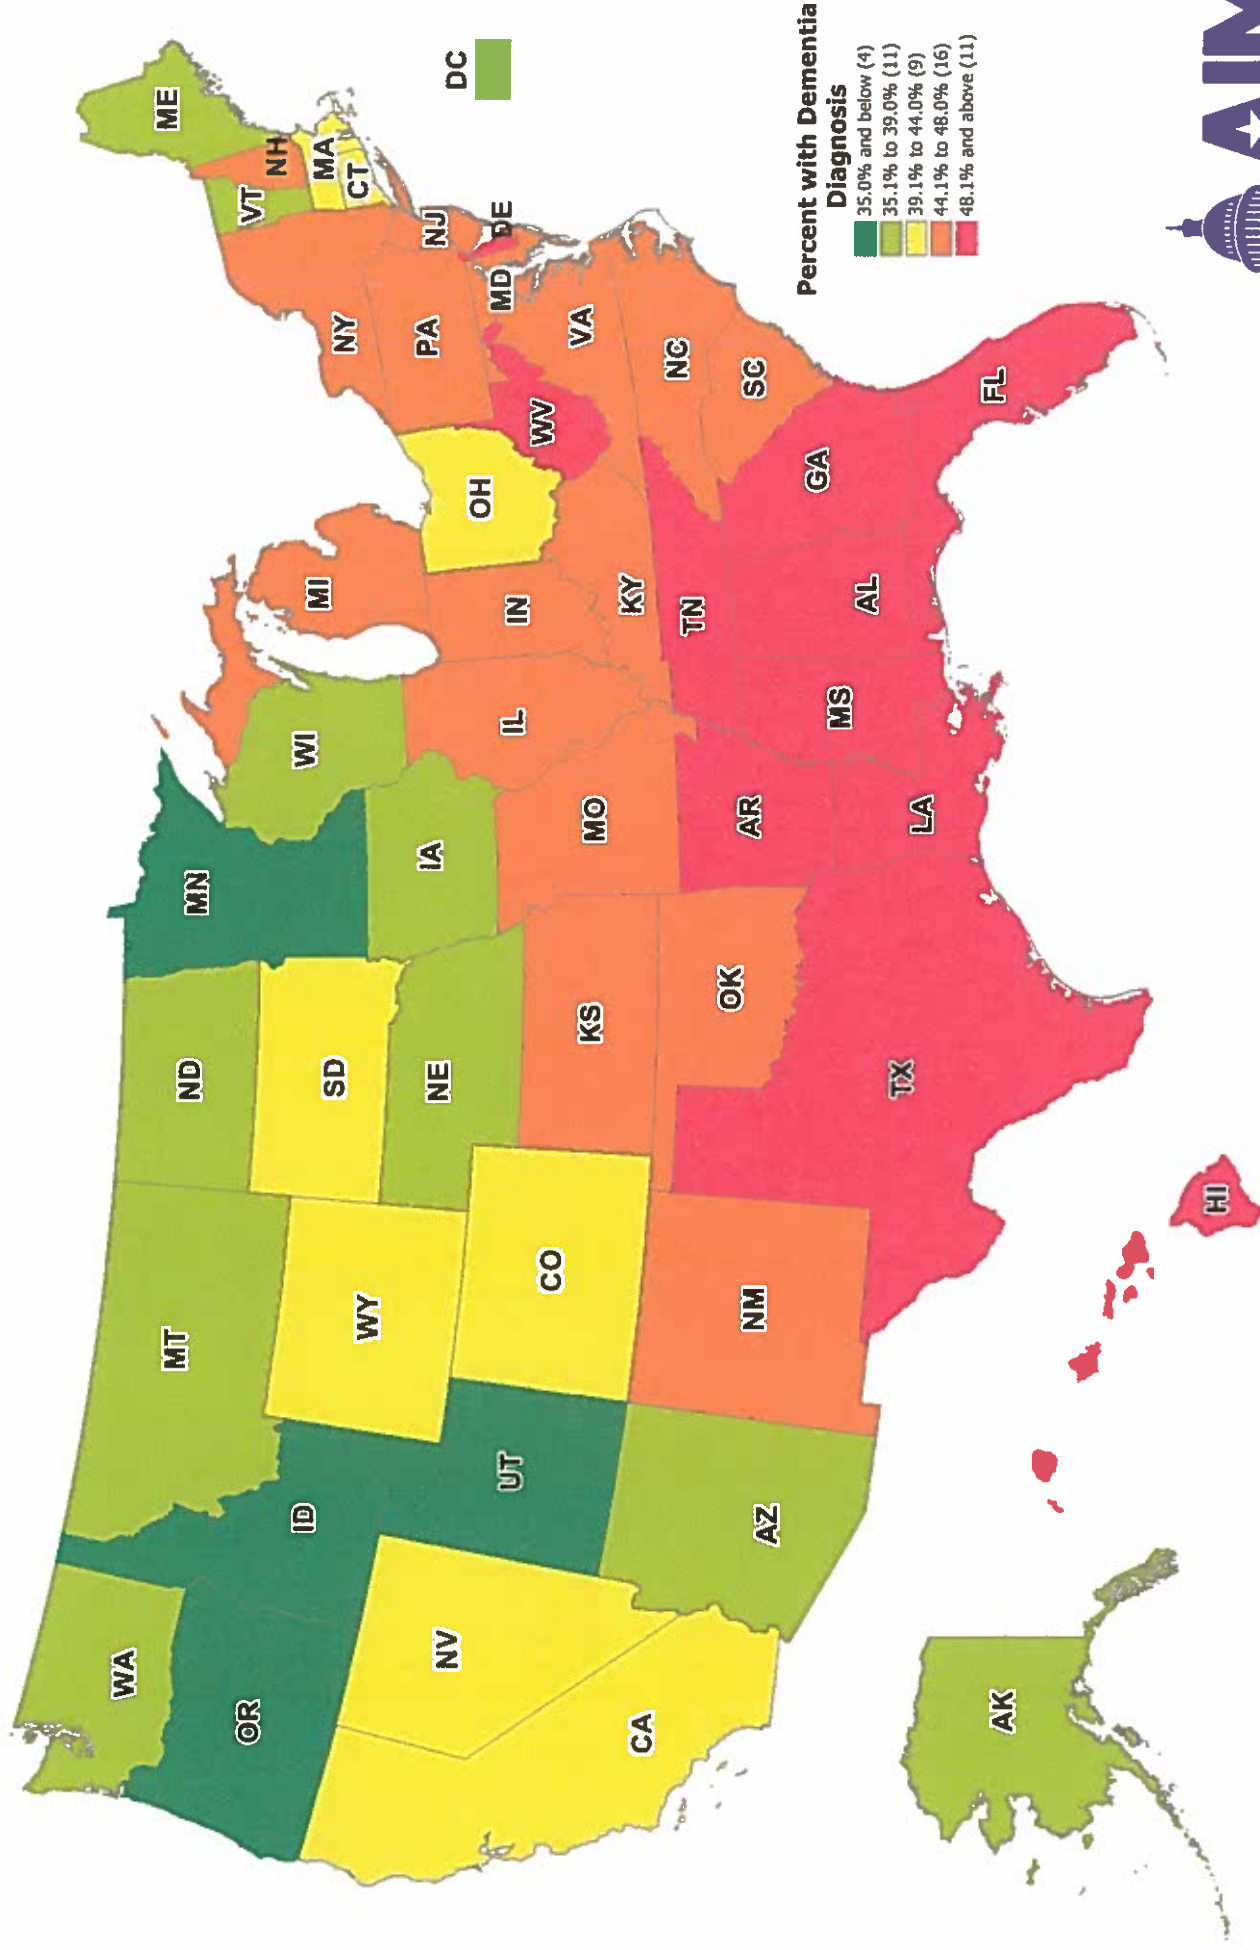 WA
OR
CA
NV
ID
MT
WY
UT
AZ
CO
NM
ND
SD
NE
KS
OK
TX
MN
IA
MO
AR
LA
WI
IL
MS
MI
IN
KY
TN
AL
OH
WV
GA
FL
SC
NC
VA
PA
NY
MD
DE
NJ
VT
NH
MA
CT
ME
DC
AK
HI
Percent with Dementia
Diagnosis
35.0% and below (4)
35.1% to 39.0% (11)
39.1% to 44.0% (9)
44.1% to 48.0% (16)
48.1% and above (11)